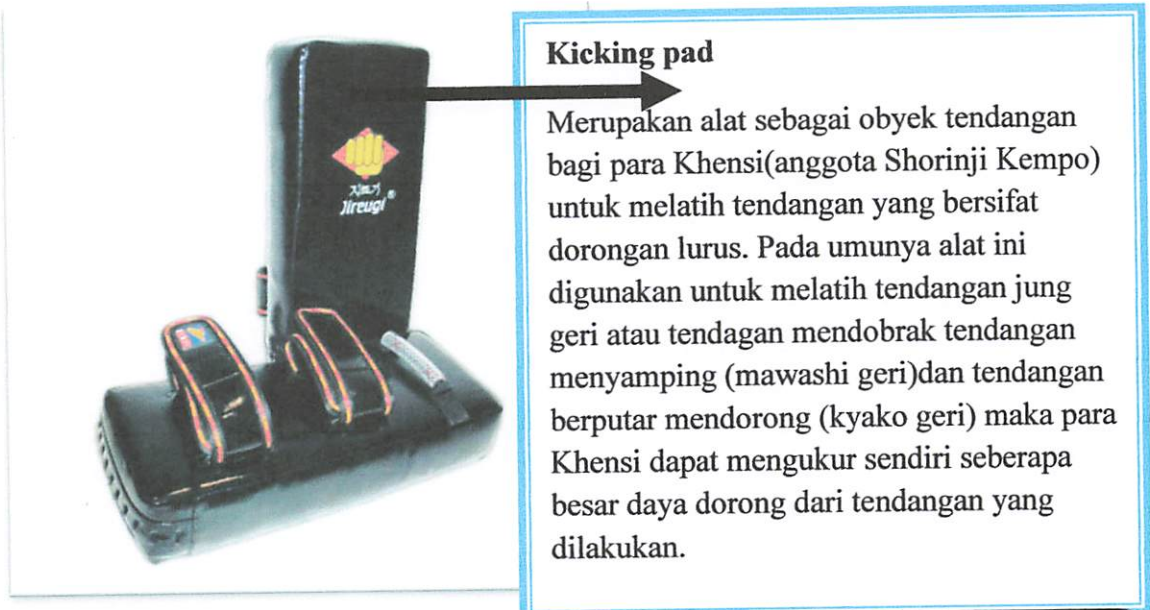 지르기
Jireugi®
Kicking pad
Merupakan alat sebagai obyek tendangan
bagi para Khensi(anggota Shorinji Kempo)
untuk melatih tendangan yang bersifat
dorongan lurus. Pada umunya alat ini
digunakan untuk melatih tendangan jung
geri atau tendagan mendobrak tendangan
menyamping (mawashi geri)dan tendangan
berputar mendorong (kyako geri) maka para
Khensi dapat mengukur sendiri seberapa
besar daya dorong dari tendangan yang
dilakukan.